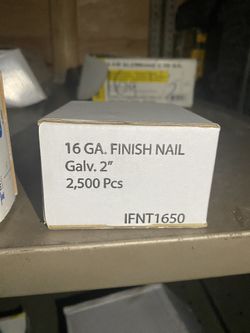 16 GA. FINISH NAIL
Galv. 2"
2,500 Pcs
IFNT1650